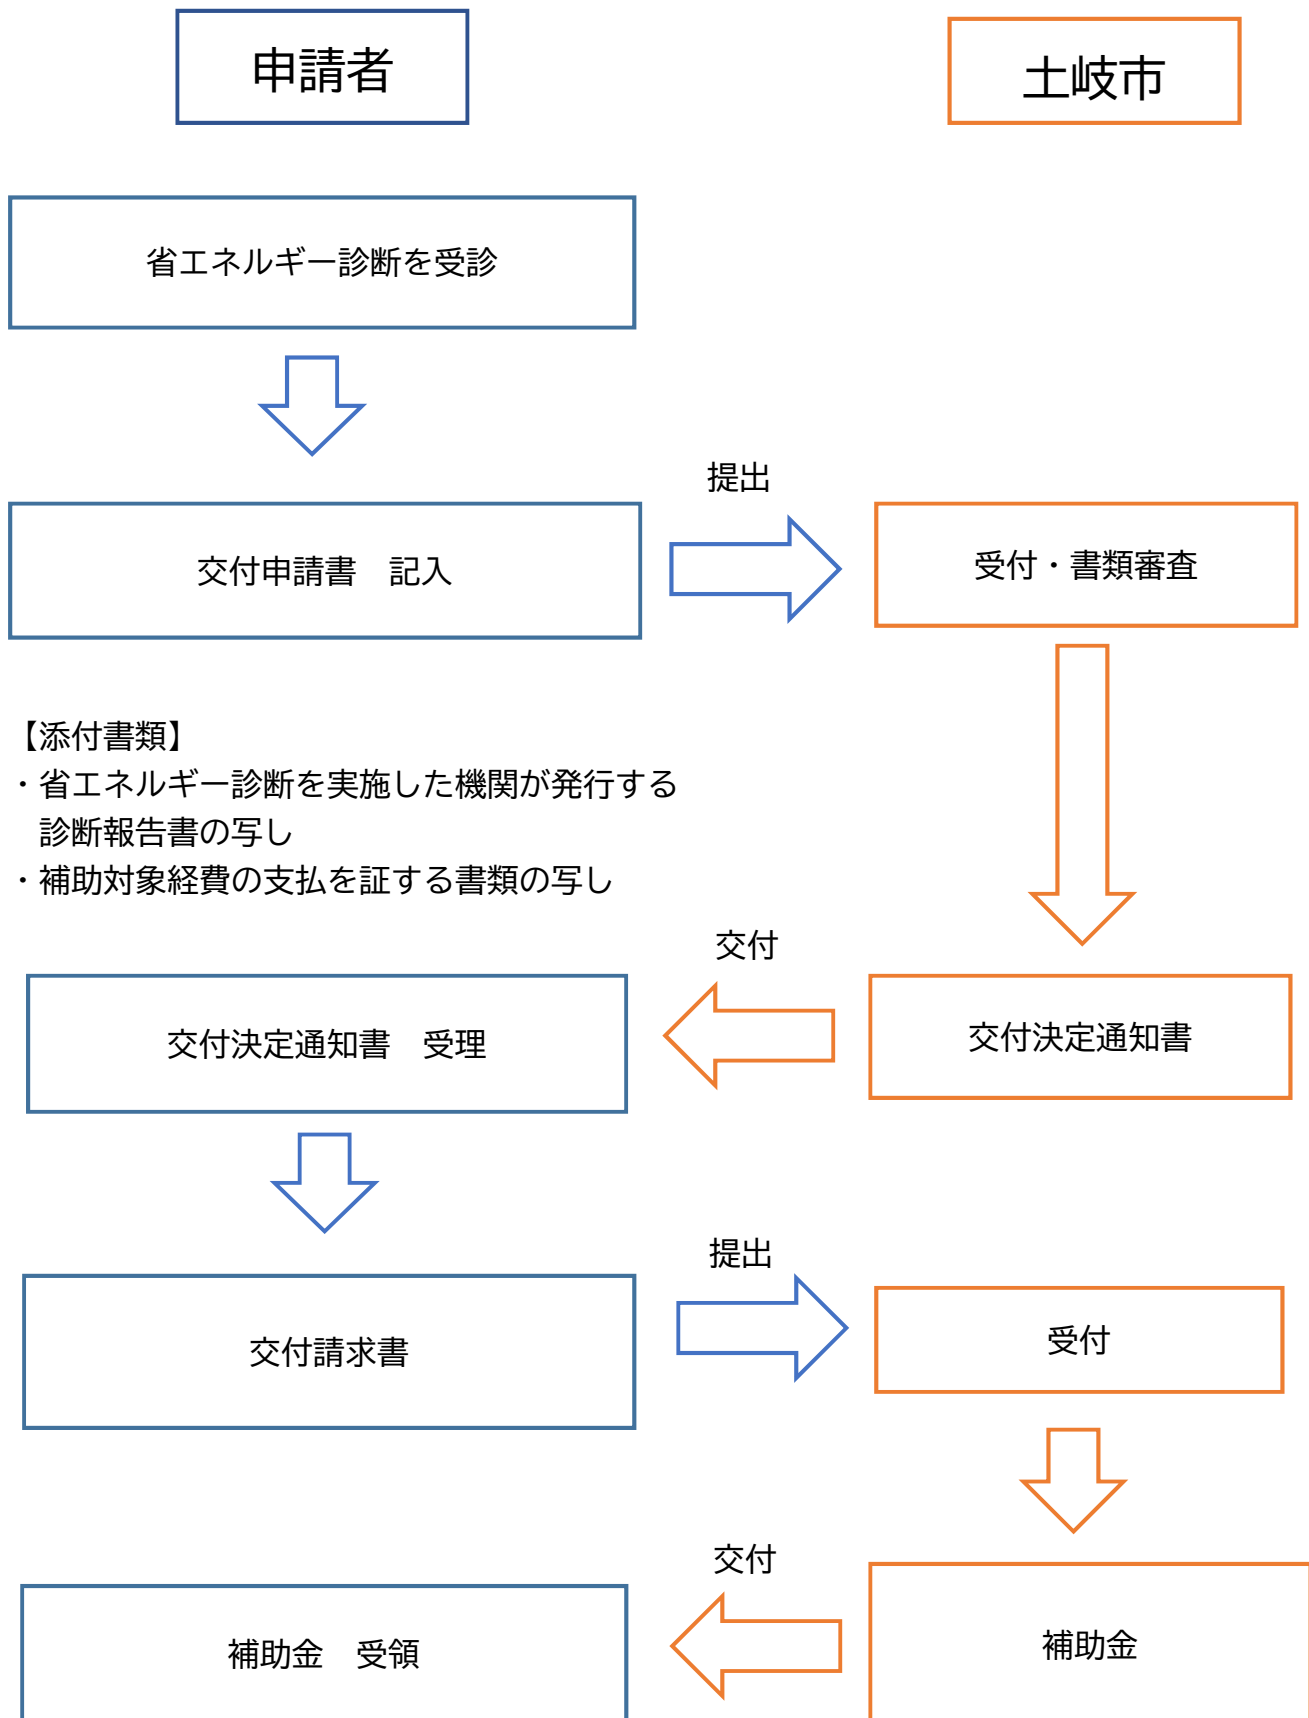 申請者
土岐市
省エネルギー診断を受診
提出
交付申請書　記入
受付・書類審査
【添付書類】
・省エネルギー診断を実施した機関が発行する
診断報告書の写し
・補助対象経費の支払を証する書類の写し
交付
交付決定通知書　受理
交付決定通知書
提出
交付請求書
受付
交付
補助金　受領
補助金